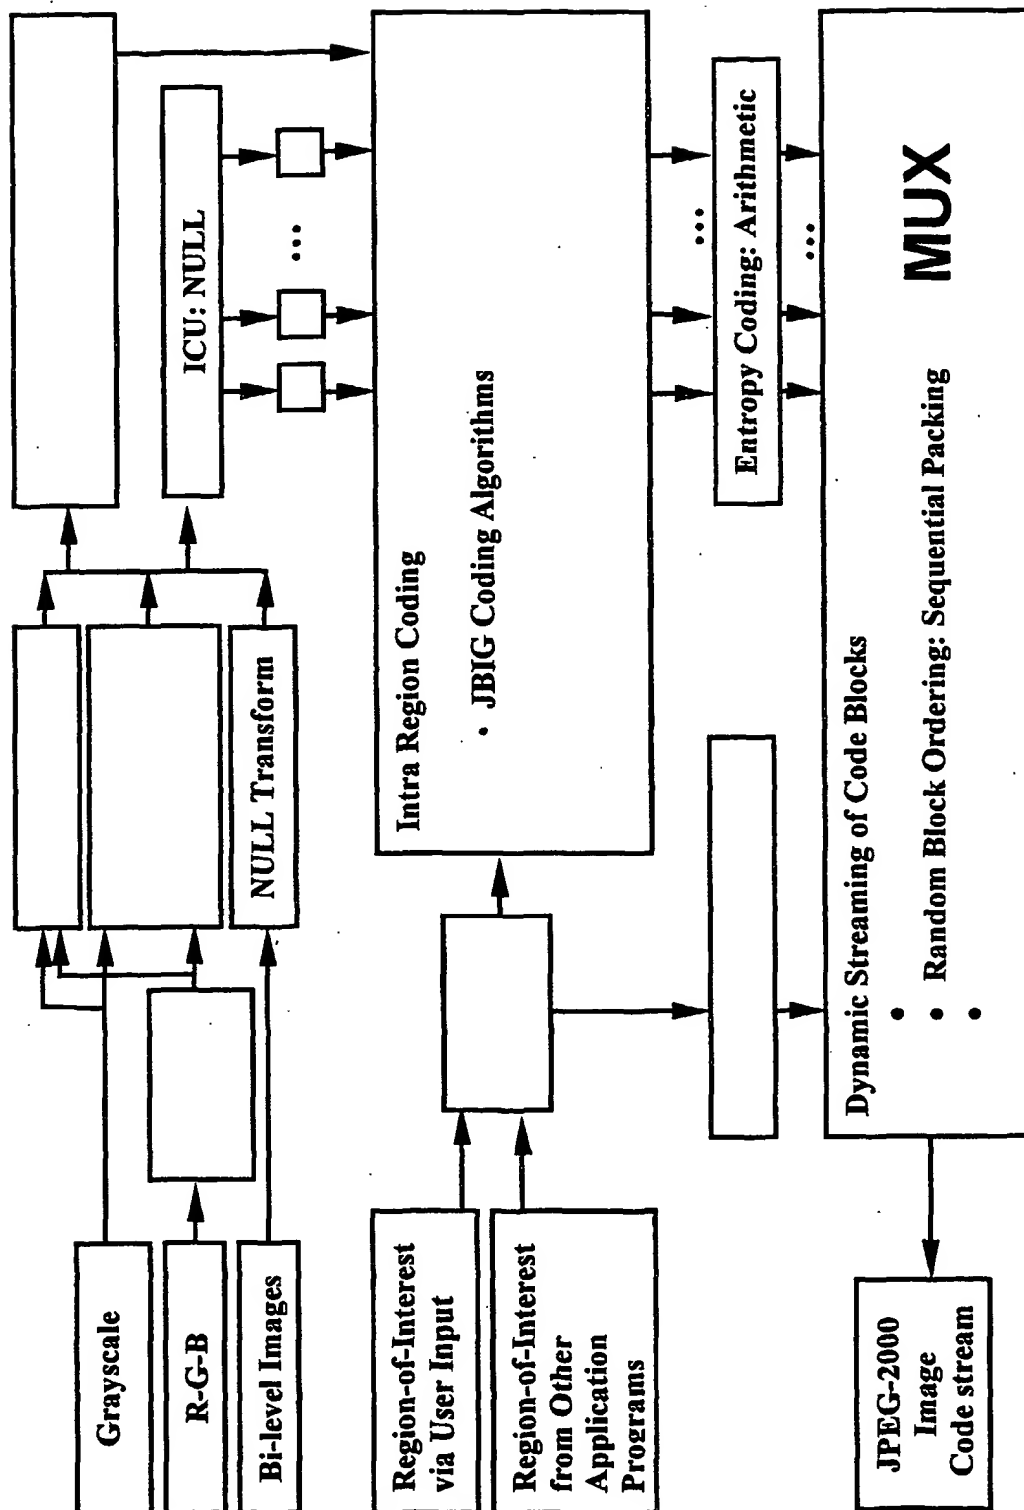 Grayscale
R-G-B
Bi-level Images
NULL Transform
ICU: NULL
...
Region-of-Interest
via User Input
Region-of-Interest
from Other
Application
Programs
Intra Region Coding
• JBIG Coding Algorithms
...
Entropy Coding: Arithmetic
...
Dynamic Streaming of Code Blocks
•
• Random Block Ordering: Sequential Packing
•
MUX
JPEG-2000
Image
Code stream